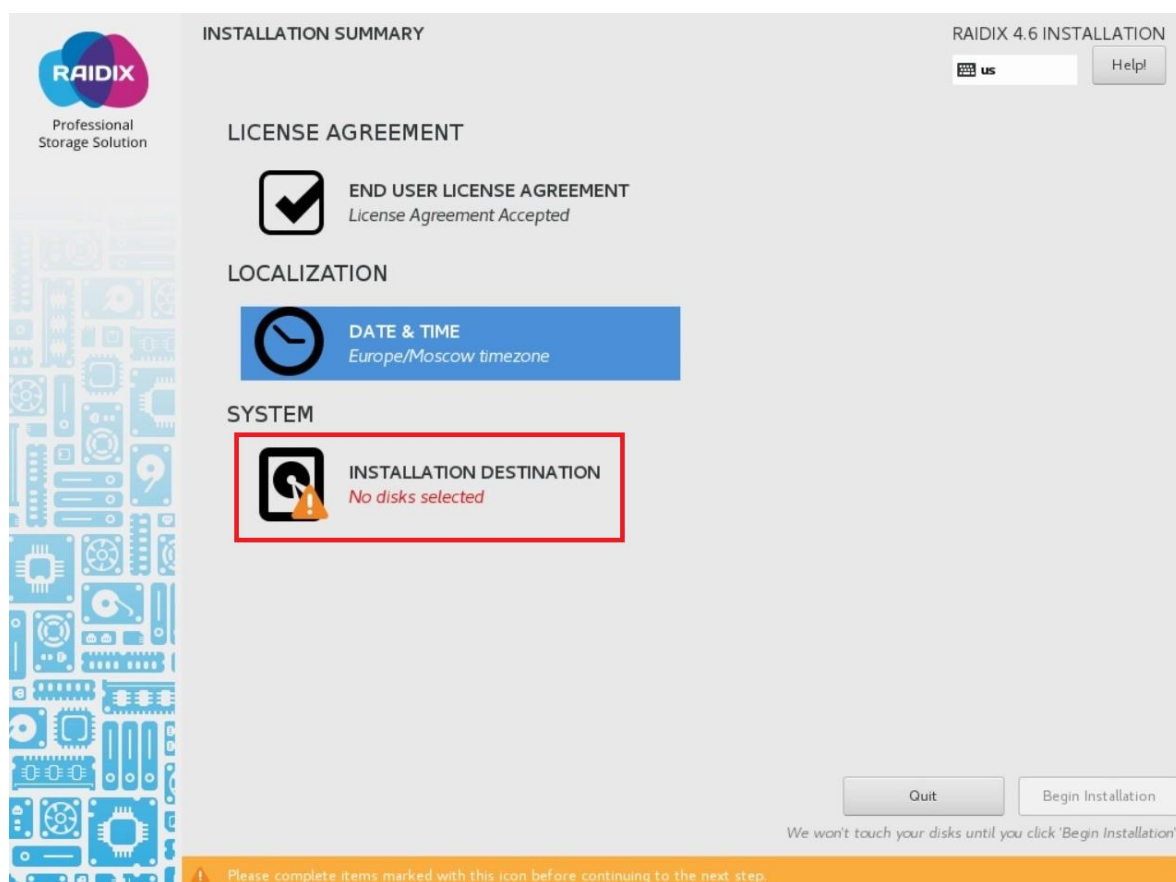 RAIDIX
Professional
Storage Solution
INSTALLATION SUMMARY
RAIDIX 4.6 INSTALLATION
us
Help!
LICENSE AGREEMENT
END USER LICENSE AGREEMENT
License Agreement Accepted
LOCALIZATION
DATE & TIME
Europe/Moscow timezone
SYSTEM
INSTALLATION DESTINATION
No disks selected
Quit
Begin Installation
We won't touch your disks until you click 'Begin Installation'
Please complete items marked with this icon before continuing to the next step.